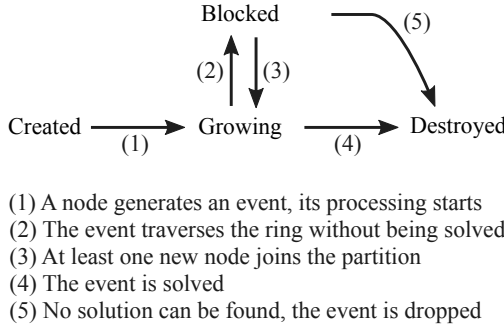 Blocked
(5)
(2)
(3)
Created
Growing
Destroyed
(1)
(4)
(1) A node generates an event, its processing starts
(2) The event traverses the ring without being solved
(3) At least one new node joins the partition
(4) The event is solved
(5) No solution can be found, the event is dropped